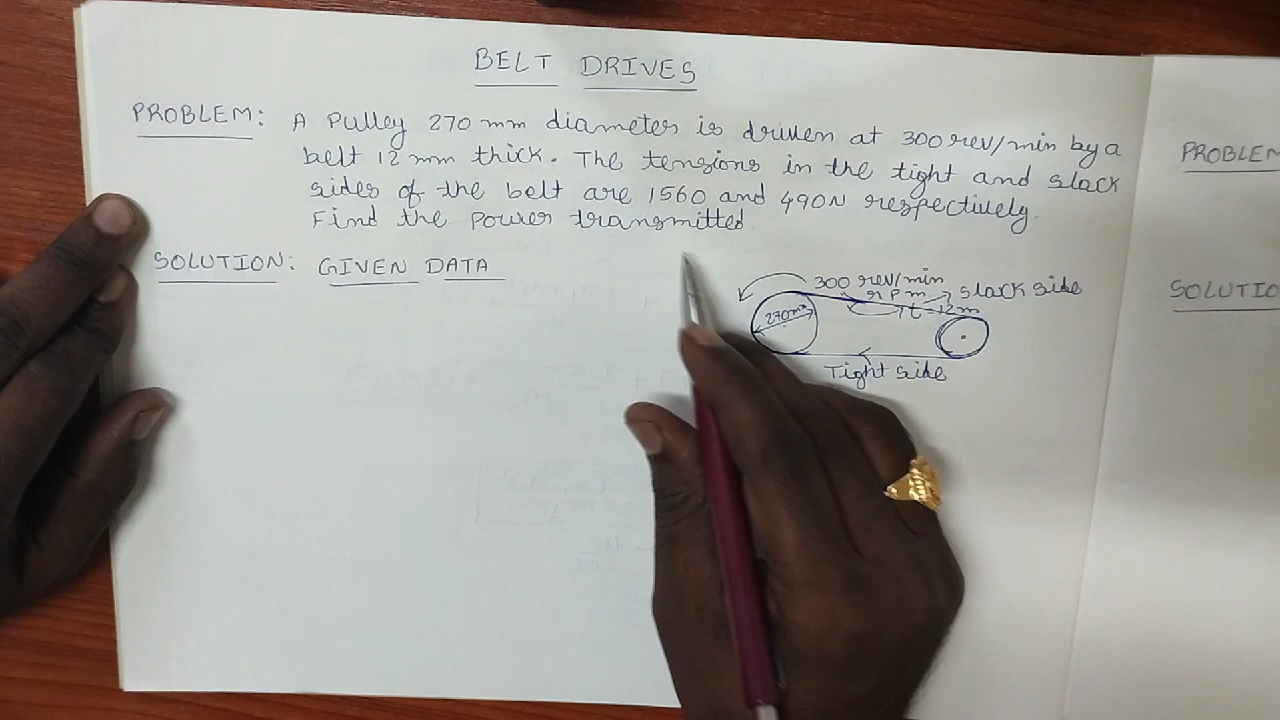 BELT DRIVES
PROBLEM: A Pulley 270 mm diameter is driven at 300 rev/min by a
belt 12 mm thick. The tensions in the tight and slack
sides of the belt are 1560 and 490N respectively.
Find the power transmitted
SOLUTION: GIVEN DATA
300 rev/min
rpm
slack side
270mm
t = 12 m
Tight side
PROBLEM
SOLUTIO